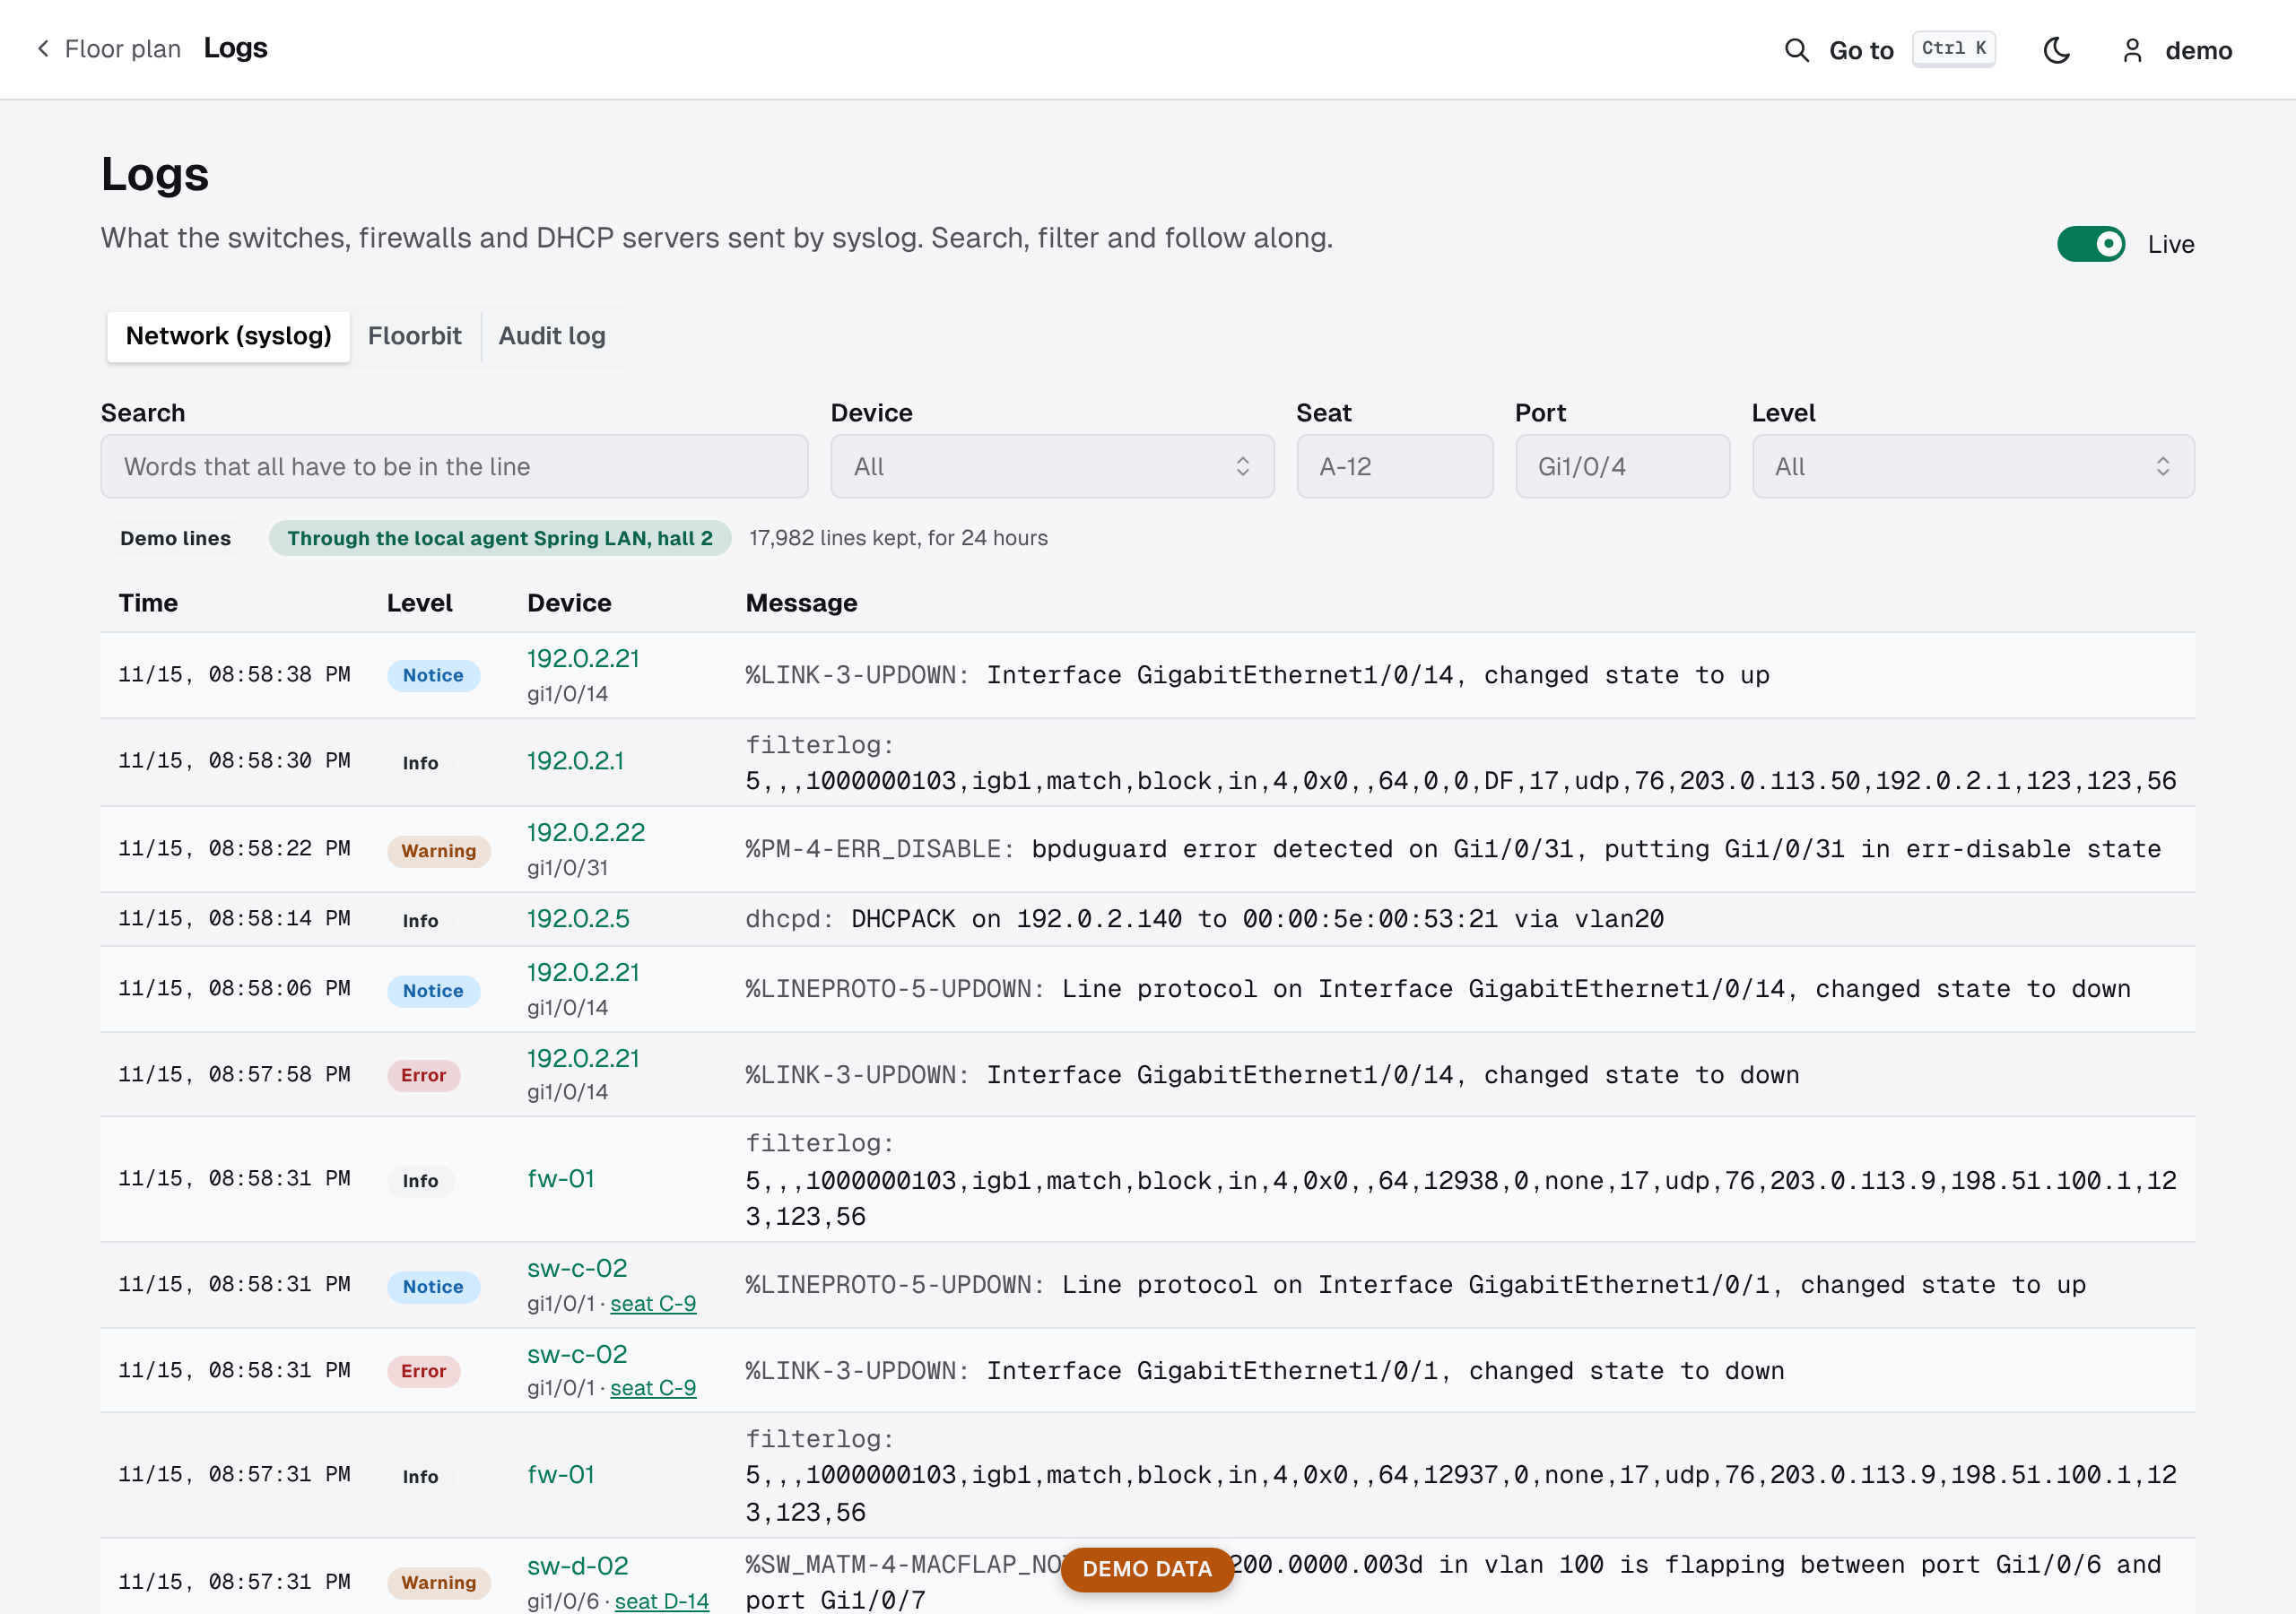 Floor plan Logs
Go to Ctrl K demo
Logs
What the switches, firewalls and DHCP servers sent by syslog. Search, filter and follow along.
Live
Network (syslog) Floorbit Audit log
Search Device Seat Port Level
Words that all have to be in the line All A-12 Gi1/0/4 All
Demo lines Through the local agent Spring LAN, hall 2 17,982 lines kept, for 24 hours
Time Level Device Message
11/15, 08:58:38 PM Notice 192.0.2.21 %LINK-3-UPDOWN: Interface GigabitEthernet1/0/14, changed state to up
gi1/0/14
filterlog:
11/15, 08:58:30 PM Info 192.0.2.1 5,,,1000000103,igb1,match,block,in,4,0x0,,64,0,0,DF,17,udp,76,203.0.113.50,192.0.2.1,123,123,56
11/15, 08:58:22 PM Warning 192.0.2.22 %PM-4-ERR_DISABLE: bpduguard error detected on Gi1/0/31, putting Gi1/0/31 in err-disable state
gi1/0/31
11/15, 08:58:14 PM Info 192.0.2.5 dhcpd: DHCPACK on 192.0.2.140 to 00:00:5e:00:53:21 via vlan20
11/15, 08:58:06 PM Notice 192.0.2.21 %LINEPROTO-5-UPDOWN: Line protocol on Interface GigabitEthernet1/0/14, changed state to down
gi1/0/14
11/15, 08:57:58 PM Error 192.0.2.21 %LINK-3-UPDOWN: Interface GigabitEthernet1/0/14, changed state to down
gi1/0/14
filterlog:
11/15, 08:58:31 PM Info fw-01 5,,,1000000103,igb1,match,block,in,4,0x0,,64,12938,0,none,17,udp,76,203.0.113.9,198.51.100.1,12
3,123,56
11/15, 08:58:31 PM Notice sw-c-02 %LINEPROTO-5-UPDOWN: Line protocol on Interface GigabitEthernet1/0/1, changed state to up
gi1/0/1 · seat C-9
11/15, 08:58:31 PM Error sw-c-02 %LINK-3-UPDOWN: Interface GigabitEthernet1/0/1, changed state to down
gi1/0/1 · seat C-9
filterlog:
11/15, 08:57:31 PM Info fw-01 5,,,1000000103,igb1,match,block,in,4,0x0,,64,12937,0,none,17,udp,76,203.0.113.9,198.51.100.1,12
3,123,56
11/15, 08:57:31 PM Warning sw-d-02 %SW_MATM-4-MACFLAP_NO 200.0000.003d in vlan 100 is flapping between port Gi1/0/6 and
gi1/0/6 · seat D-14 port Gi1/0/7
DEMO DATA